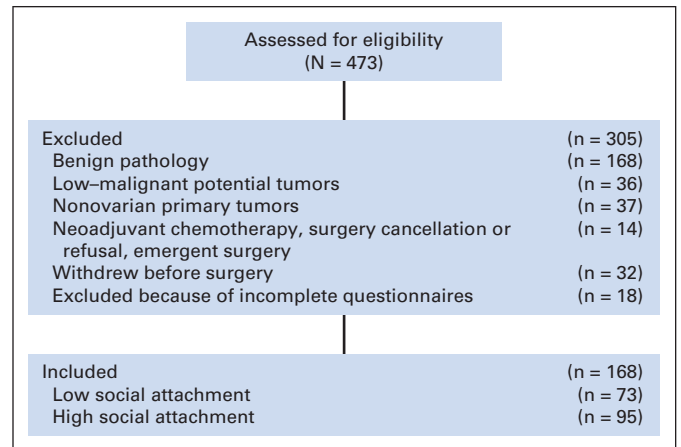 Assessed for eligibility
(N = 473)
Excluded (n = 305)
Benign pathology (n = 168)
Low–malignant potential tumors (n = 36)
Nonovarian primary tumors (n = 37)
Neoadjuvant chemotherapy, surgery cancellation or (n = 14)
refusal, emergent surgery
Withdrew before surgery (n = 32)
Excluded because of incomplete questionnaires (n = 18)
Included (n = 168)
Low social attachment (n = 73)
High social attachment (n = 95)